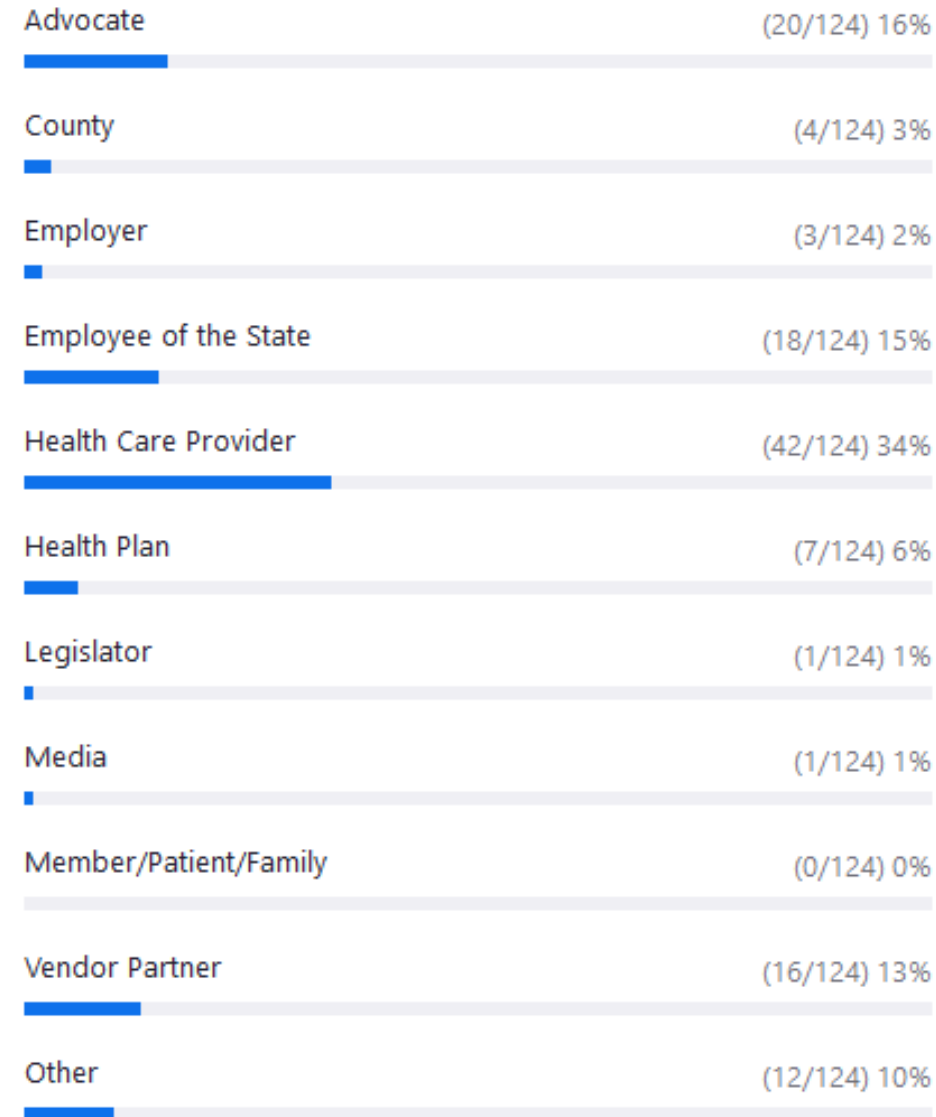 Advocate (20/124) 16%
County (4/124) 3%
Employer (3/124) 2%
Employee of the State (18/124) 15%
Health Care Provider (42/124) 34%
Health Plan (7/124) 6%
Legislator (1/124) 1%
Media (1/124) 1%
Member/Patient/Family (0/124) 0%
Vendor Partner (16/124) 13%
Other (12/124) 10%